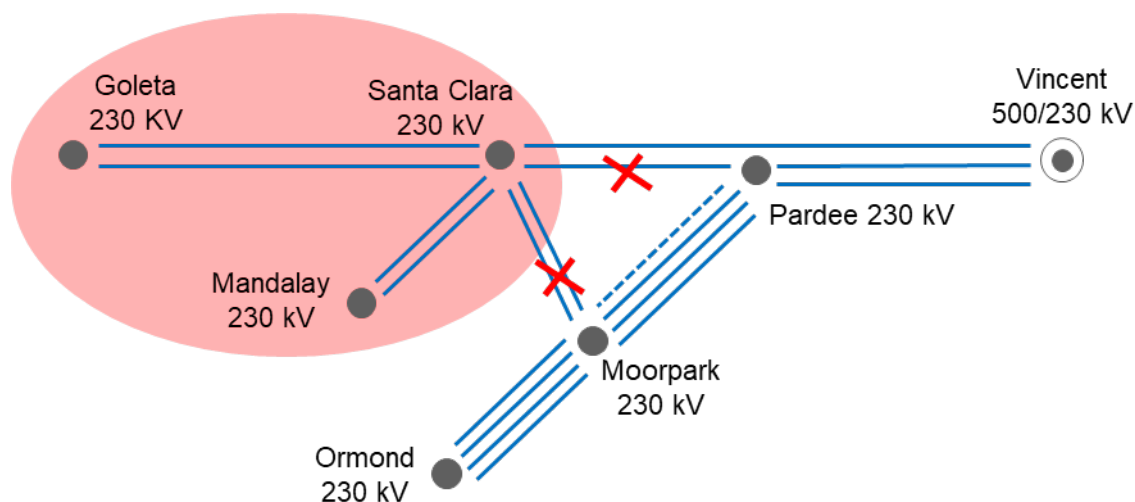 Goleta
230 KV
Santa Clara
230 kV
Vincent
500/230 kV
Pardee 230 kV
Mandalay
230 kV
Moorpark
230 kV
Ormond
230 kV